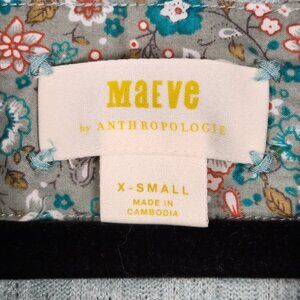 MAEVE
by ANTHROPOLOGIE
X-SMALL
MADE IN
CAMBODIA